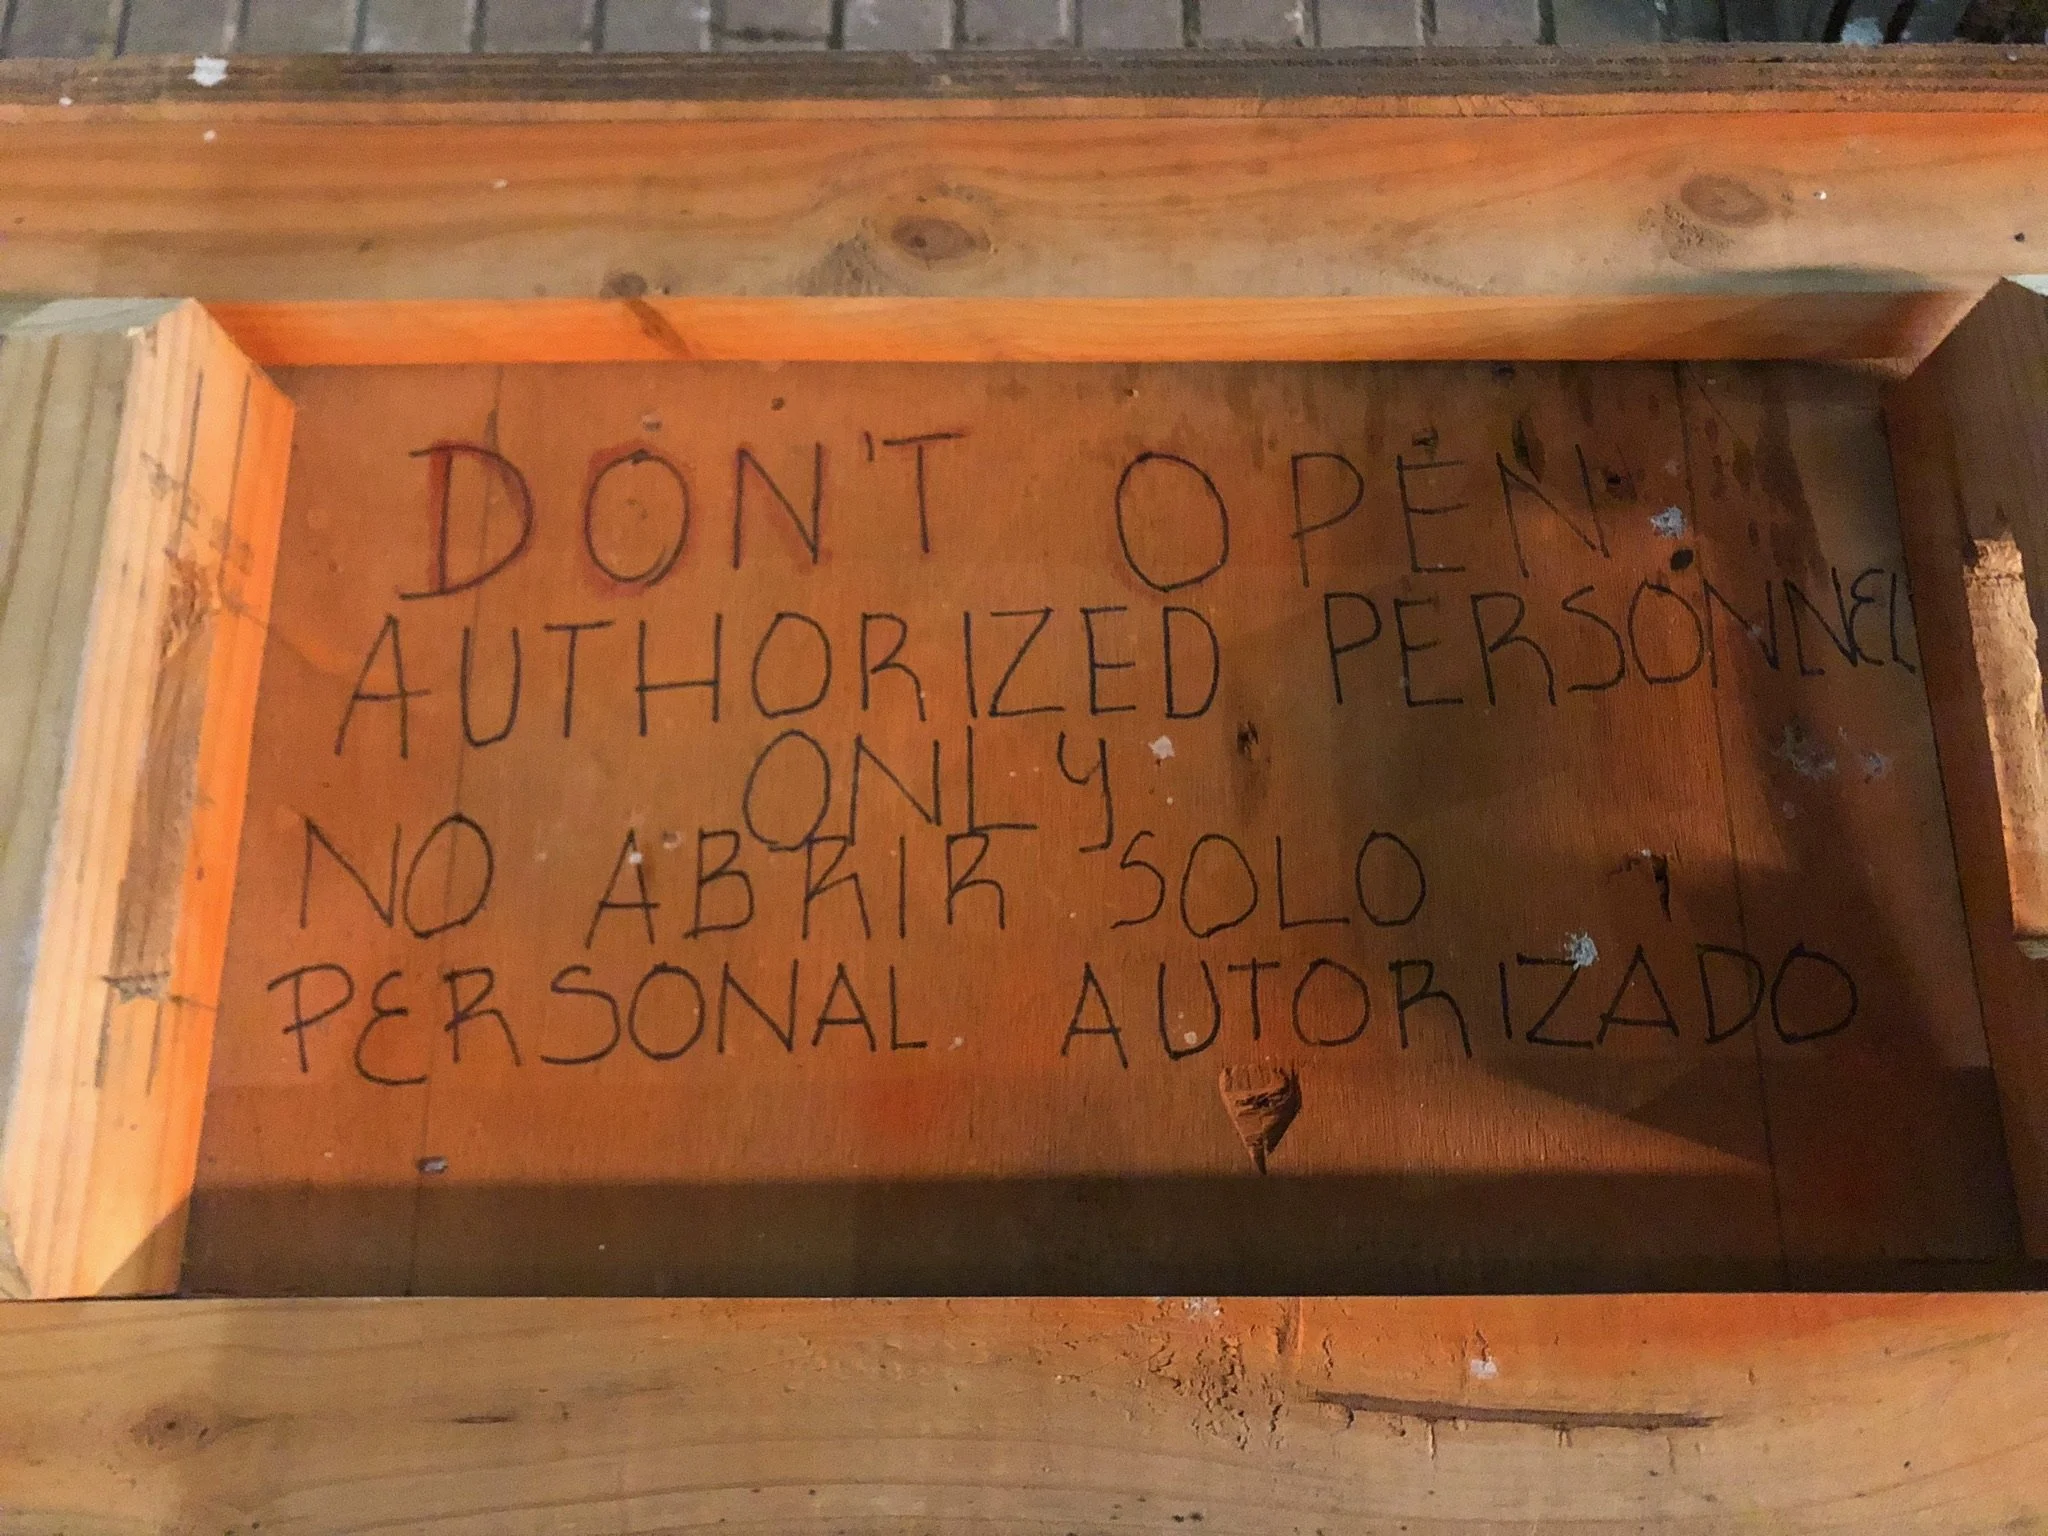 DON'T OPEN
AUTHORIZED PERSONNEL
ONLY
NO ABRIR SOLO
PERSONAL AUTORIZADO